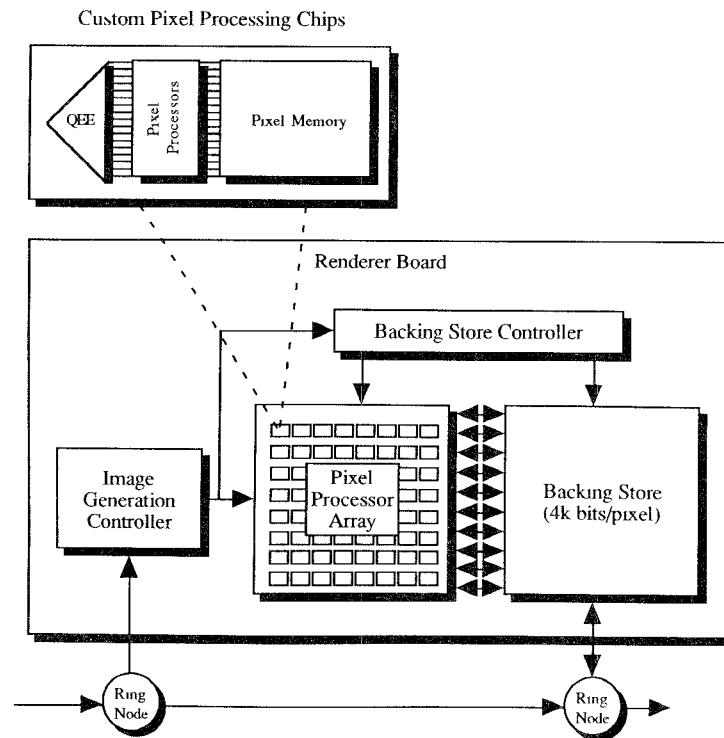 Custom Pixel Processing Chips
QEE
Pixel
Processors
Pixel Memory
Renderer Board
Backing Store Controller
Image
Generation
Controller
Pixel
Processor
Array
Backing Store
(4k bits/pixel)
Ring
Node
Ring
Node